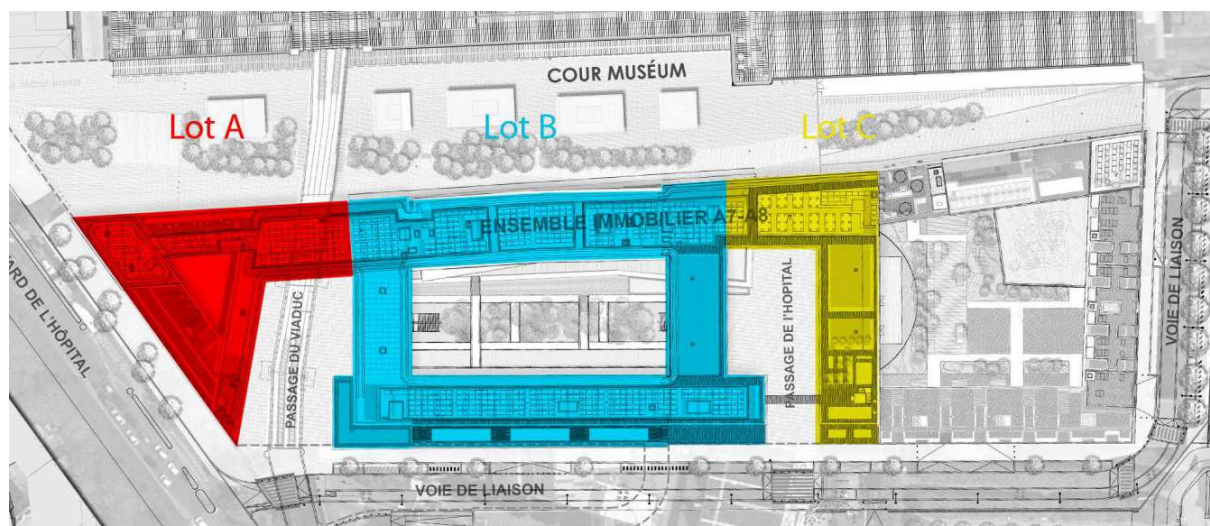 COUR MUSÉUM
Lot A
Lot B
Lot C
ENSEMBLE IMMOBILIER A7-A8
ARD DE L'HÔPITAL
PASSAGE DU VIADUC
PASSAGE DE l'HOPITAL
VOIE DE LIAISON
VOIE DE LIAISON